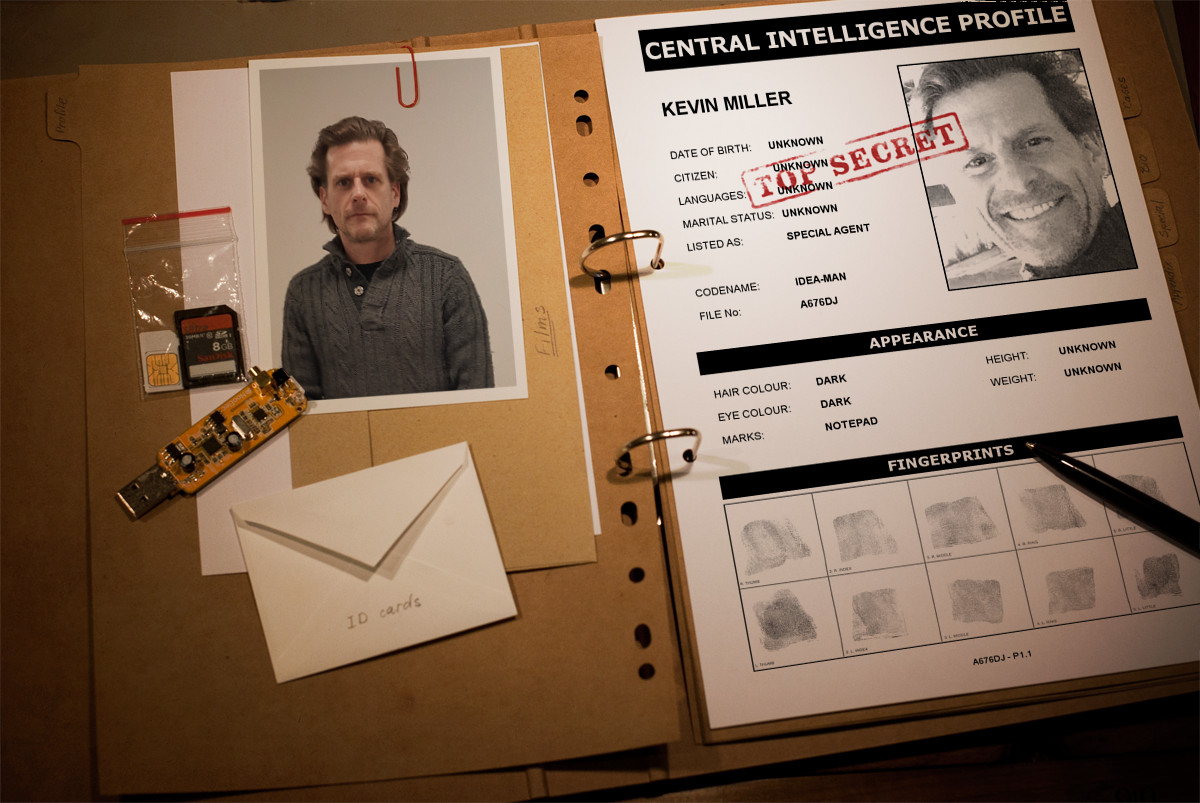 Profile
Films
SanDisk
8GB
ID cards
CENTRAL INTELLIGENCE PROFILE
KEVIN MILLER
DATE OF BIRTH: UNKNOWN
CITIZEN: UNKNOWN
LANGUAGES: UNKNOWN
MARITAL STATUS: UNKNOWN
LISTED AS: SPECIAL AGENT
TOP SECRET
CODENAME: IDEA-MAN
FILE No: A676DJ
APPEARANCE
HAIR COLOUR: DARK HEIGHT: UNKNOWN
EYE COLOUR: DARK WEIGHT: UNKNOWN
MARKS: NOTEPAD
FINGERPRINTS
A676DJ - P1.1